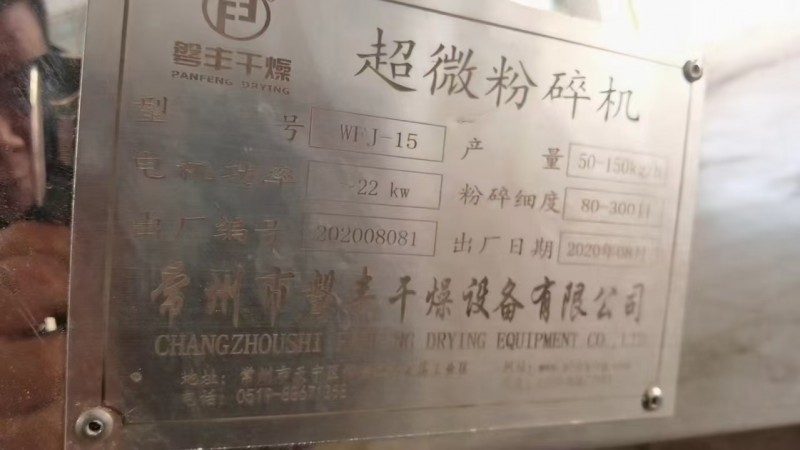 磐丰干燥
PANFENG DRYING
超微粉碎机
型 号 WFJ-15 产 量 50-150kg/h
电机功率 22 kw 粉碎细度 80-300目
出厂编号 202008081 出厂日期 2020年08月
常州市磐丰干燥设备有限公司
CHANGZHOUSHI DRYING EQUIPMENT CO.,LTD
地址: 常州市天宁区
电话: